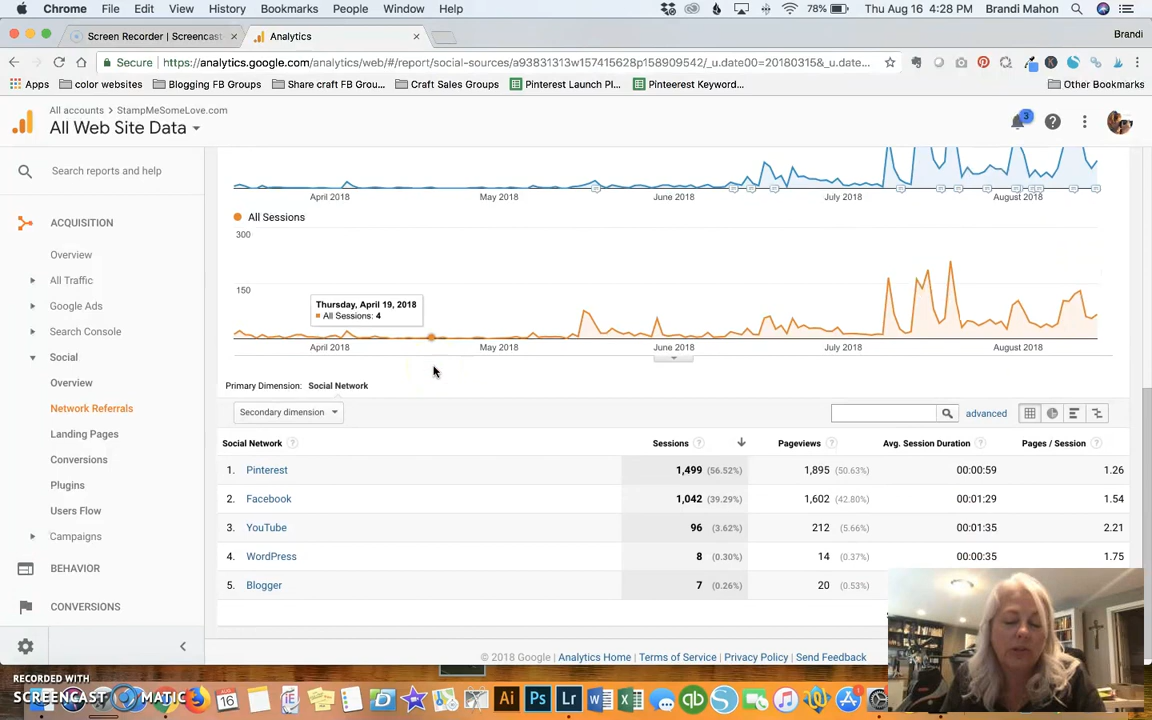 Chrome File Edit View History Bookmarks People Window Help 78% Thu Aug 16 4:28 PM Brandi Mahon
Screen Recorder | Screencast Analytics Brandi
Secure https://analytics.google.com/analytics/web/#/report/social-sources/a93831313w157415628p158909542/_u.date00=20180315&_u.date...
Apps color websites Blogging FB Groups Share craft FB Grou... Craft Sales Groups Pinterest Launch Pl... Pinteerest Keyword... Other Bookmarks
All accounts > StampMeSomeLove.com
All Web Site Data
3
Search reports and help
April 2018 May 2018 June 2018 July 2018 August 2018
All Sessions
300
150
Thursday, April 19, 2018
All Sessions: 4
April 2018 May 2018 June 2018 July 2018 August 2018
ACQUISITION
Overview
All Traffic
Google Ads
Search Console
Social
Overview
Network Referrals
Landing Pages
Conversions
Plugins
Users Flow
Campaigns
BEHAVIOR
CONVERSIONS
Primary Dimension: Social Network
Secondary dimension
advanced
Social Network Sessions Pageviews Avg. Session Duration Pages / Session
1. Pinterest 1,499 (56.52%) 1,895 (50.63%) 00:00:59 1.26
2. Facebook 1,042 (39.29%) 1,602 (42.80%) 00:01:29 1.54
3. YouTube 96 (3.62%) 212 (5.66%) 00:01:35 2.21
4. WordPress 8 (0.30%) 14 (0.37%) 00:00:35 1.75
5. Blogger 7 (0.26%) 20 (0.53%)
© 2018 Google | Analytics Home | Terms of Service | Privacy Policy | Send Feedback
RECORDED WITH
SCREENCAST MATIC
16
Ai Ps Lr